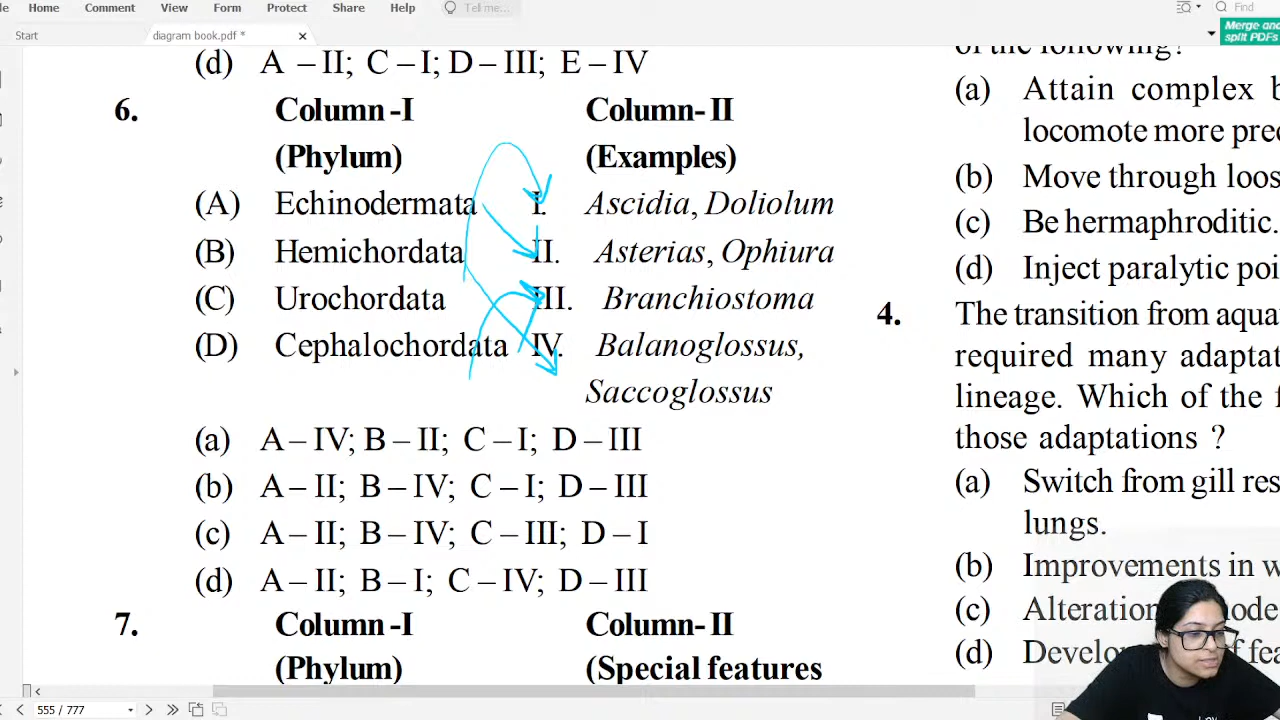 Home Comment View Form Protect Share Help Tell me... Find
Start diagram book.pdf * Merge and split PDFs
(d) A – II; C – I; D – III; E – IV
6. Column -I Column- II
(Phylum) (Examples)
(A) Echinodermata I. Ascidia, Doliolum
(B) Hemichordata II. Asterias, Ophiura
(C) Urochordata III. Branchiostoma
(D) Cephalochordata IV. Balanoglossus,
Saccoglossus
(a) A – IV; B – II; C – I; D – III
(b) A – II; B – IV; C – I; D – III
(c) A – II; B – IV; C – III; D – I
(d) A – II; B – I; C – IV; D – III
7. Column -I Column- II
(Phylum) (Special features
of the following?
(a) Attain complex b
locomote more prec
(b) Move through loos
(c) Be hermaphroditic.
(d) Inject paralytic poi
4. The transition from aqua
required many adaptat
lineage. Which of the f
those adaptations ?
(a) Switch from gill res
lungs.
(b) Improvements in w
(c) Alteration
(d)
555 / 777